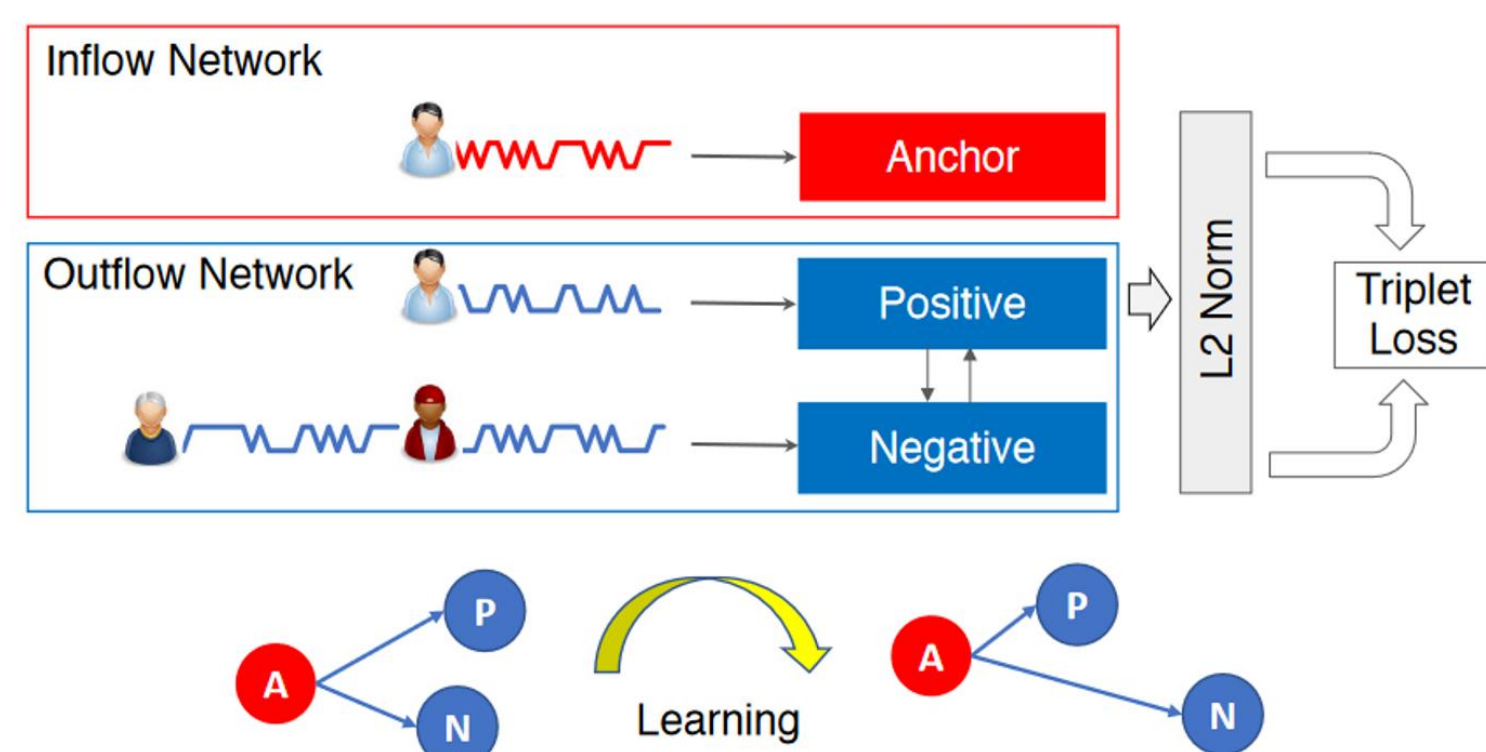 Inflow Network
Anchor
Outflow Network
Positive
Negative
L2 Norm
Triplet
Loss
A
P
N
Learning
A
P
N